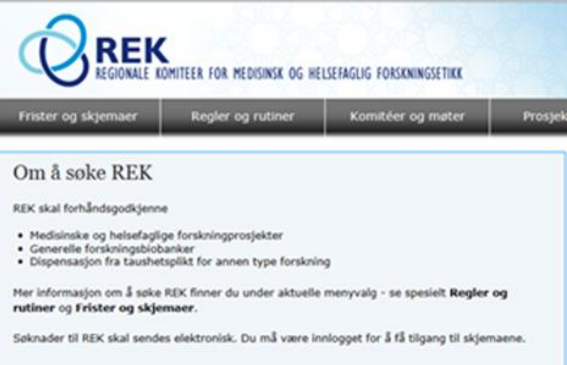 REK
REGIONALE KOMITEER FOR MEDISINSK OG HELSEFAGLIG FORSKNINGSETIKK
Frister og skjemaer Regler og rutiner Komitéer og møter Prosjek
Om å søke REK
REK skal forhåndsgodkjenne
• Medisinske og helsefaglige forskningprosjekter
• Generelle forskningsbiobanker
• Dispensasjon fra taushetsplikt for annen type forskning
Mer informasjon om å søke REK finner du under aktuelle menyvalg - se spesielt Regler og
rutiner og Frister og skjemaer.
Søknader til REK skal sendes elektronisk. Du må være innlogget for å få tilgang til skjemaene.